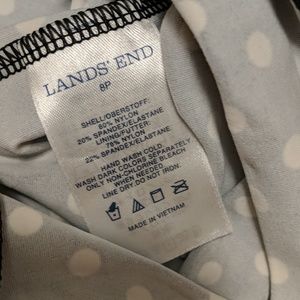 LANDS' END
8P
SHELL/OBERSTOFF:
80% NYLON
20% SPANDEX/ELASTANE
LINING/FUTTER:
78% NYLON
22% SPANDEX/ELASTANE
HAND WASH COLD
WASH DARK COLORS SEPARATELY
ONLY NON-CHLORINE BLEACH
WHEN NEEDED.
LINE DRY. DO NOT IRON.
MADE IN VIETNAM